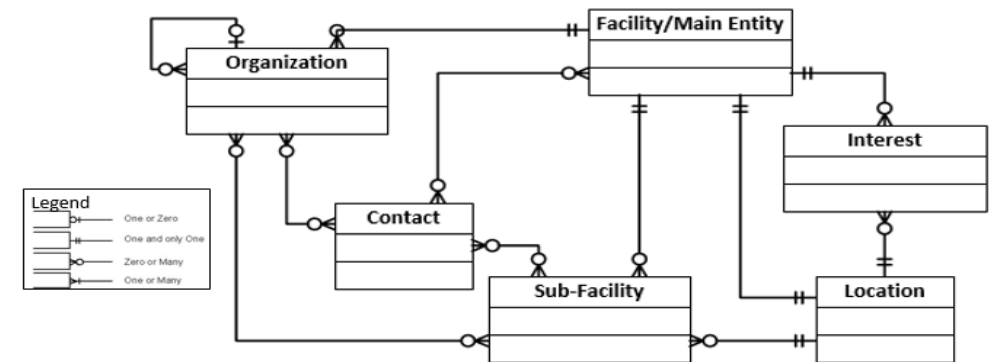 Facility/Main Entity
Organization
Interest
Legend
One or Zero
One and only One
Zero or Many
One or Many
Contact
Sub-Facility
Location